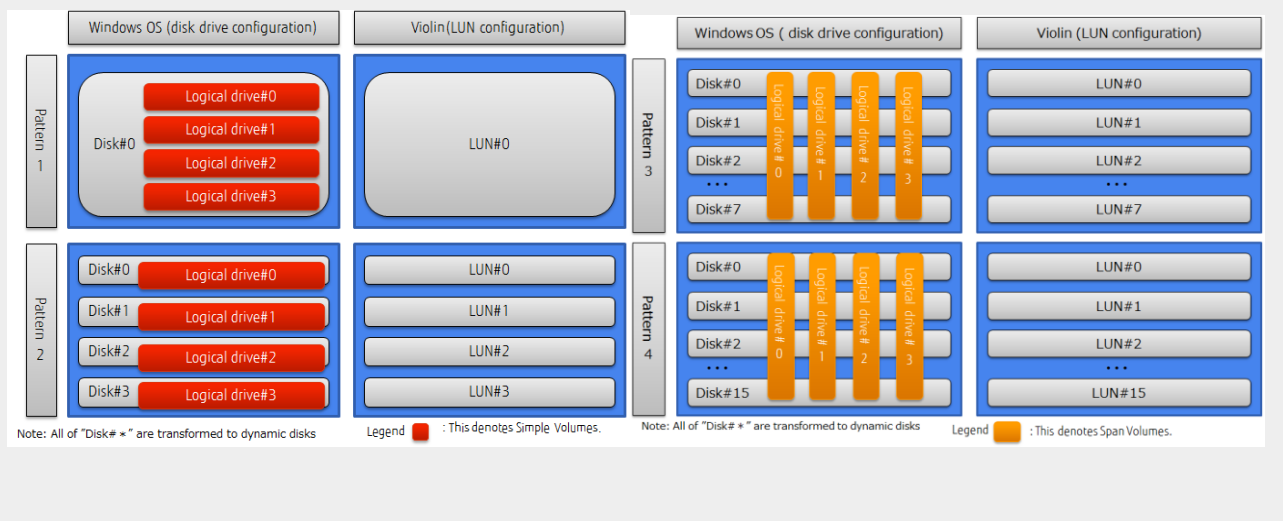 Windows OS (disk drive configuration)
Violin(LUN configuration)
Pattern 1
Disk#0
Logical drive#0
Logical drive#1
Logical drive#2
Logical drive#3
LUN#0
Pattern 2
Disk#0
Logical drive#0
Disk#1
Logical drive#1
Disk#2
Logical drive#2
Disk#3
Logical drive#3
LUN#0
LUN#1
LUN#2
LUN#3
Note: All of "Disk#*" are transformed to dynamic disks
Legend
: This denotes Simple Volumes.
Windows OS ( disk drive configuration)
Violin (LUN configuration)
Pattern 3
Disk#0
Disk#1
Disk#2
...
Disk#7
Logical drive# 0
Logical drive# 1
Logical drive# 2
Logical drive# 3
LUN#0
LUN#1
LUN#2
...
LUN#7
Pattern 4
Disk#0
Disk#1
Disk#2
...
Disk#15
Logical drive# 0
Logical drive# 1
Logical drive# 2
Logical drive# 3
LUN#0
LUN#1
LUN#2
...
LUN#15
Note: All of "Disk#*" are transformed to dynamic disks
Legend
: This denotes Span Volumes.